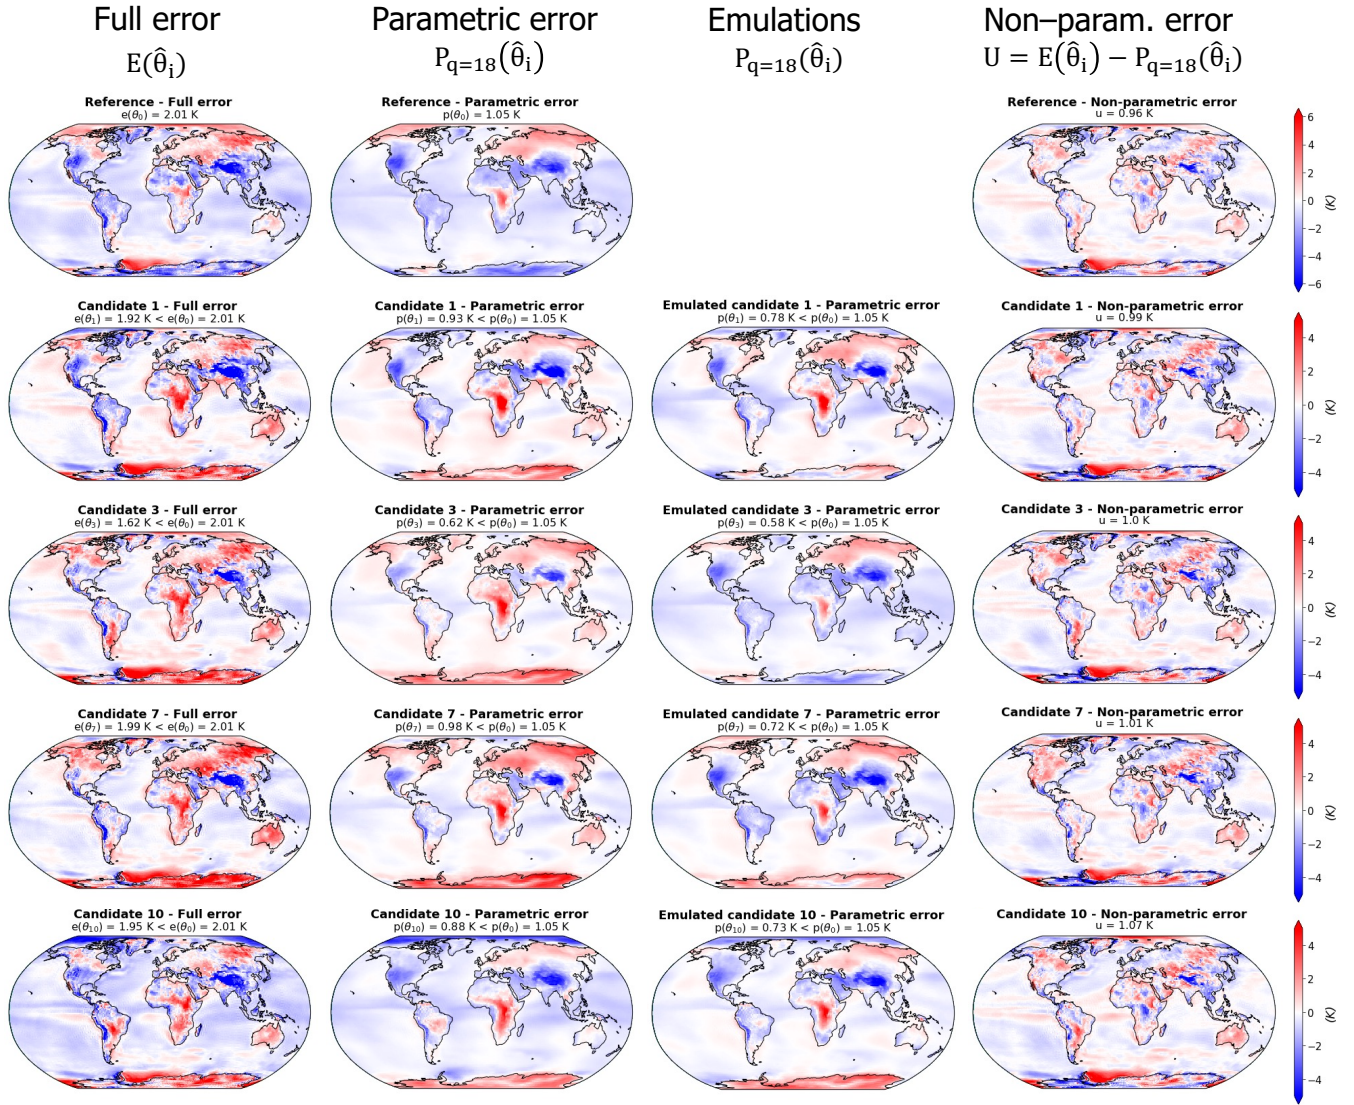 Full error
Parametric error
Emulations
Non–param. error
E(θ̂ᵢ)
P_q=18(θ̂ᵢ)
P_q=18(θ̂ᵢ)
U = E(θ̂ᵢ) − P_q=18(θ̂ᵢ)
Reference - Full error
e(θ₀) = 2.01 K
Reference - Parametric error
p(θ₀) = 1.05 K
Reference - Non-parametric error
u = 0.96 K
6
4
2
0
−2
−4
−6
(K)
Candidate 1 - Full error
e(θ₁) = 1.92 K < e(θ₀) = 2.01 K
Candidate 1 - Parametric error
p(θ₁) = 0.93 K < p(θ₀) = 1.05 K
Emulated candidate 1 - Parametric error
p(θ₁) = 0.78 K < p(θ₀) = 1.05 K
Candidate 1 - Non-parametric error
u = 0.99 K
4
2
0
−2
−4
(K)
Candidate 3 - Full error
e(θ₃) = 1.62 K < e(θ₀) = 2.01 K
Candidate 3 - Parametric error
p(θ₃) = 0.62 K < p(θ₀) = 1.05 K
Emulated candidate 3 - Parametric error
p(θ₃) = 0.58 K < p(θ₀) = 1.05 K
Candidate 3 - Non-parametric error
u = 1.0 K
4
2
0
−2
−4
(K)
Candidate 7 - Full error
e(θ₇) = 1.99 K < e(θ₀) = 2.01 K
Candidate 7 - Parametric error
p(θ₇) = 0.98 K < p(θ₀) = 1.05 K
Emulated candidate 7 - Parametric error
p(θ₇) = 0.72 K < p(θ₀) = 1.05 K
Candidate 7 - Non-parametric error
u = 1.01 K
4
2
0
−2
−4
(K)
Candidate 10 - Full error
e(θ₁₀) = 1.95 K < e(θ₀) = 2.01 K
Candidate 10 - Parametric error
p(θ₁₀) = 0.88 K < p(θ₀) = 1.05 K
Emulated candidate 10 - Parametric error
p(θ₁₀) = 0.73 K < p(θ₀) = 1.05 K
Candidate 10 - Non-parametric error
u = 1.07 K
4
2
0
−2
−4
(K)